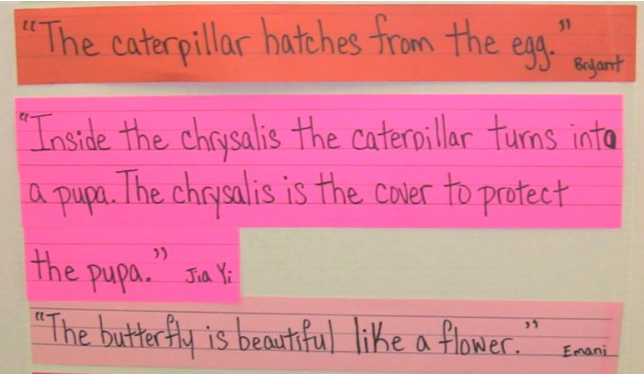 "The caterpillar hatches from the egg." Bryant
"Inside the chrysalis the caterpillar turns into
a pupa. The chrysalis is the cover to protect
the pupa." Jia Yi
"The butterfly is beautiful like a flower." Emani